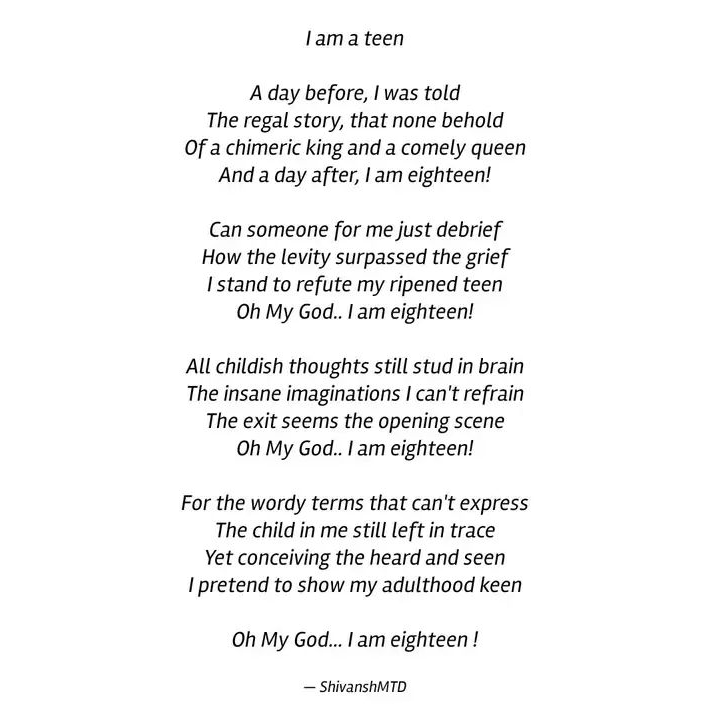 I am a teen
A day before, I was told
The regal story, that none behold
Of a chimeric king and a comely queen
And a day after, I am eighteen!
Can someone for me just debrief
How the levity surpassed the grief
I stand to refute my ripened teen
Oh My God.. I am eighteen!
All childish thoughts still stud in brain
The insane imaginations I can't refrain
The exit seems the opening scene
Oh My God.. I am eighteen!
For the wordy terms that can't express
The child in me still left in trace
Yet conceiving the heard and seen
I pretend to show my adulthood keen
Oh My God... I am eighteen !
— ShivanshMTD